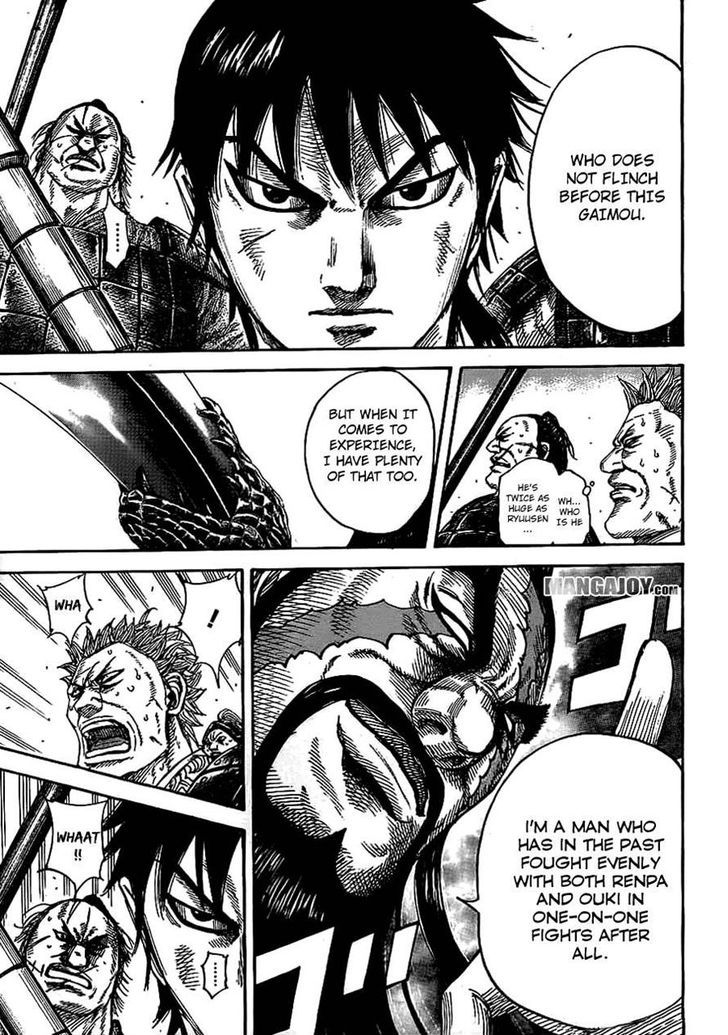 WHO DOES
NOT FLINCH
BEFORE THIS
GAIMOU.
......
WH...
WHO
IS HE
HE'S
TWICE AS
HUGE AS
RYUUSEN
...
BUT WHEN IT
COMES TO
EXPERIENCE,
I HAVE PLENTY
OF THAT TOO.
MANGAJOY.com
ゴ
I'M A MAN WHO
HAS IN THE PAST
FOUGHT EVENLY
WITH BOTH RENPA
AND OUKI IN
ONE-ON-ONE
FIGHTS AFTER
ALL.
ゴ
!
WHA
WHAAT
!!
......